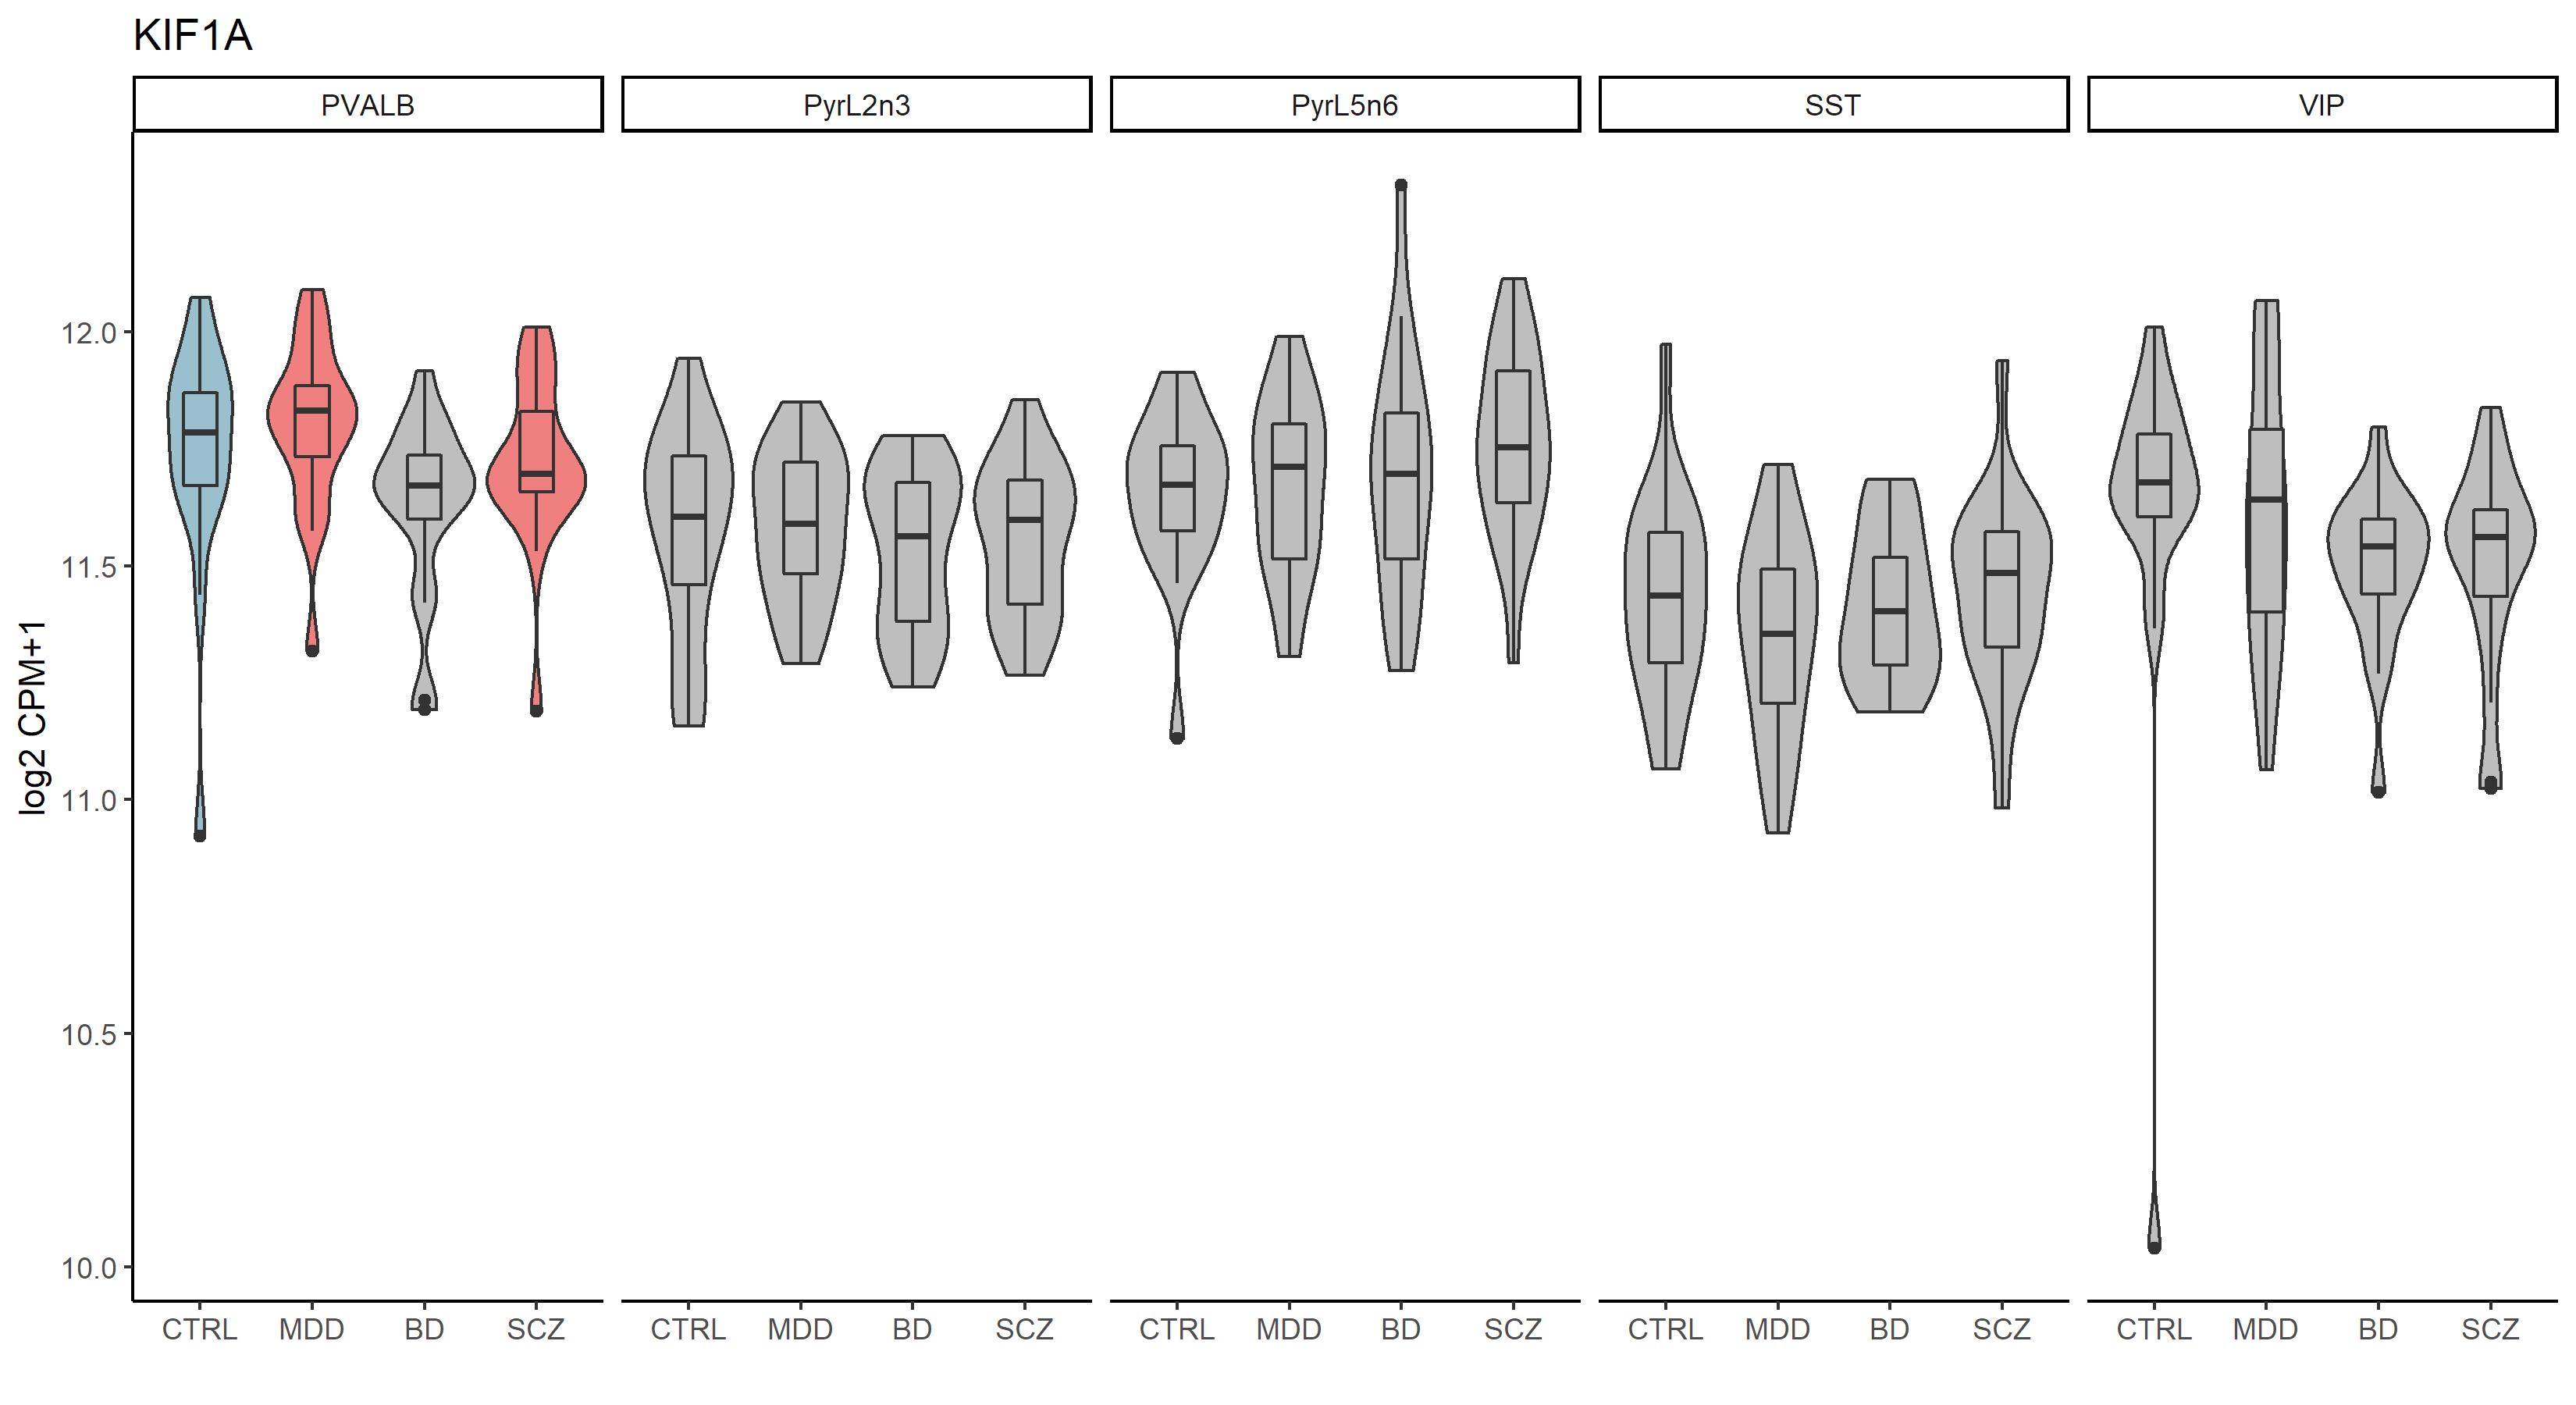 KIF1A
PVALB PyrL2n3 PyrL5n6 SST VIP
log2 CPM+1
12.0
11.5
11.0
10.5
10.0
CTRL MDD BD SCZ CTRL MDD BD SCZ CTRL MDD BD SCZ CTRL MDD BD SCZ CTRL MDD BD SCZ